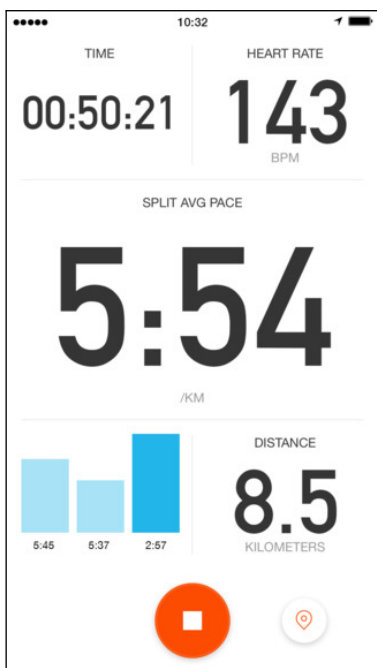 10:32
TIME
00:50:21
HEART RATE
143
BPM
SPLIT AVG PACE
5:54
/KM
5:45 5:37 2:57
DISTANCE
8.5
KILOMETERS